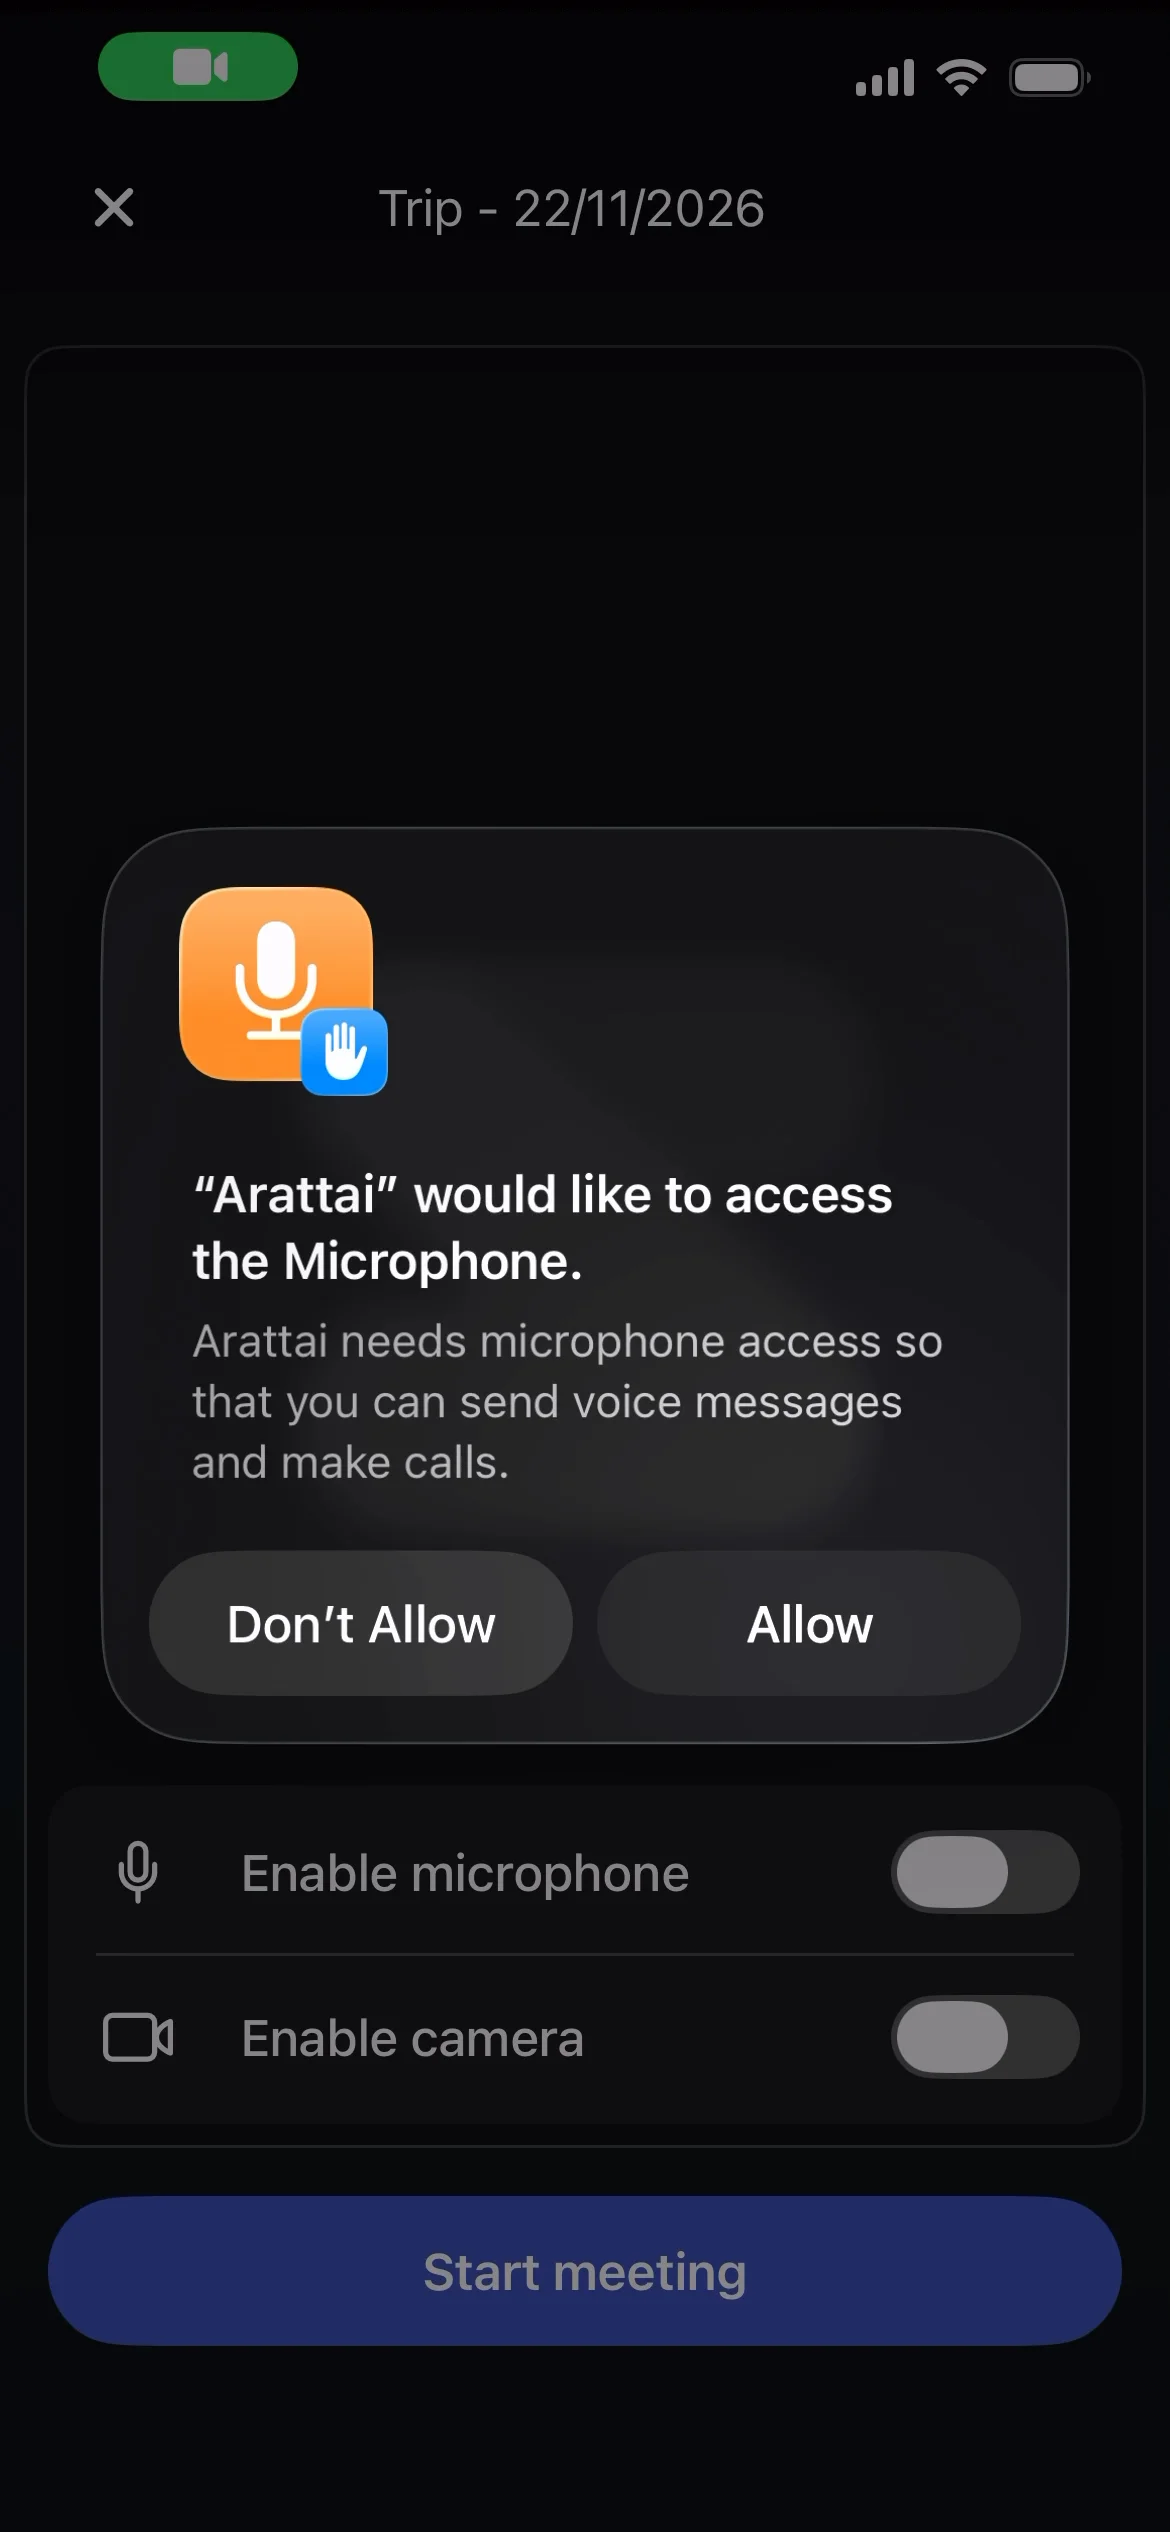 Trip - 22/11/2026
“Arattai” would like to access
the Microphone.
Arattai needs microphone access so
that you can send voice messages
and make calls.
Don’t Allow
Allow
Enable microphone
Enable camera
Start meeting